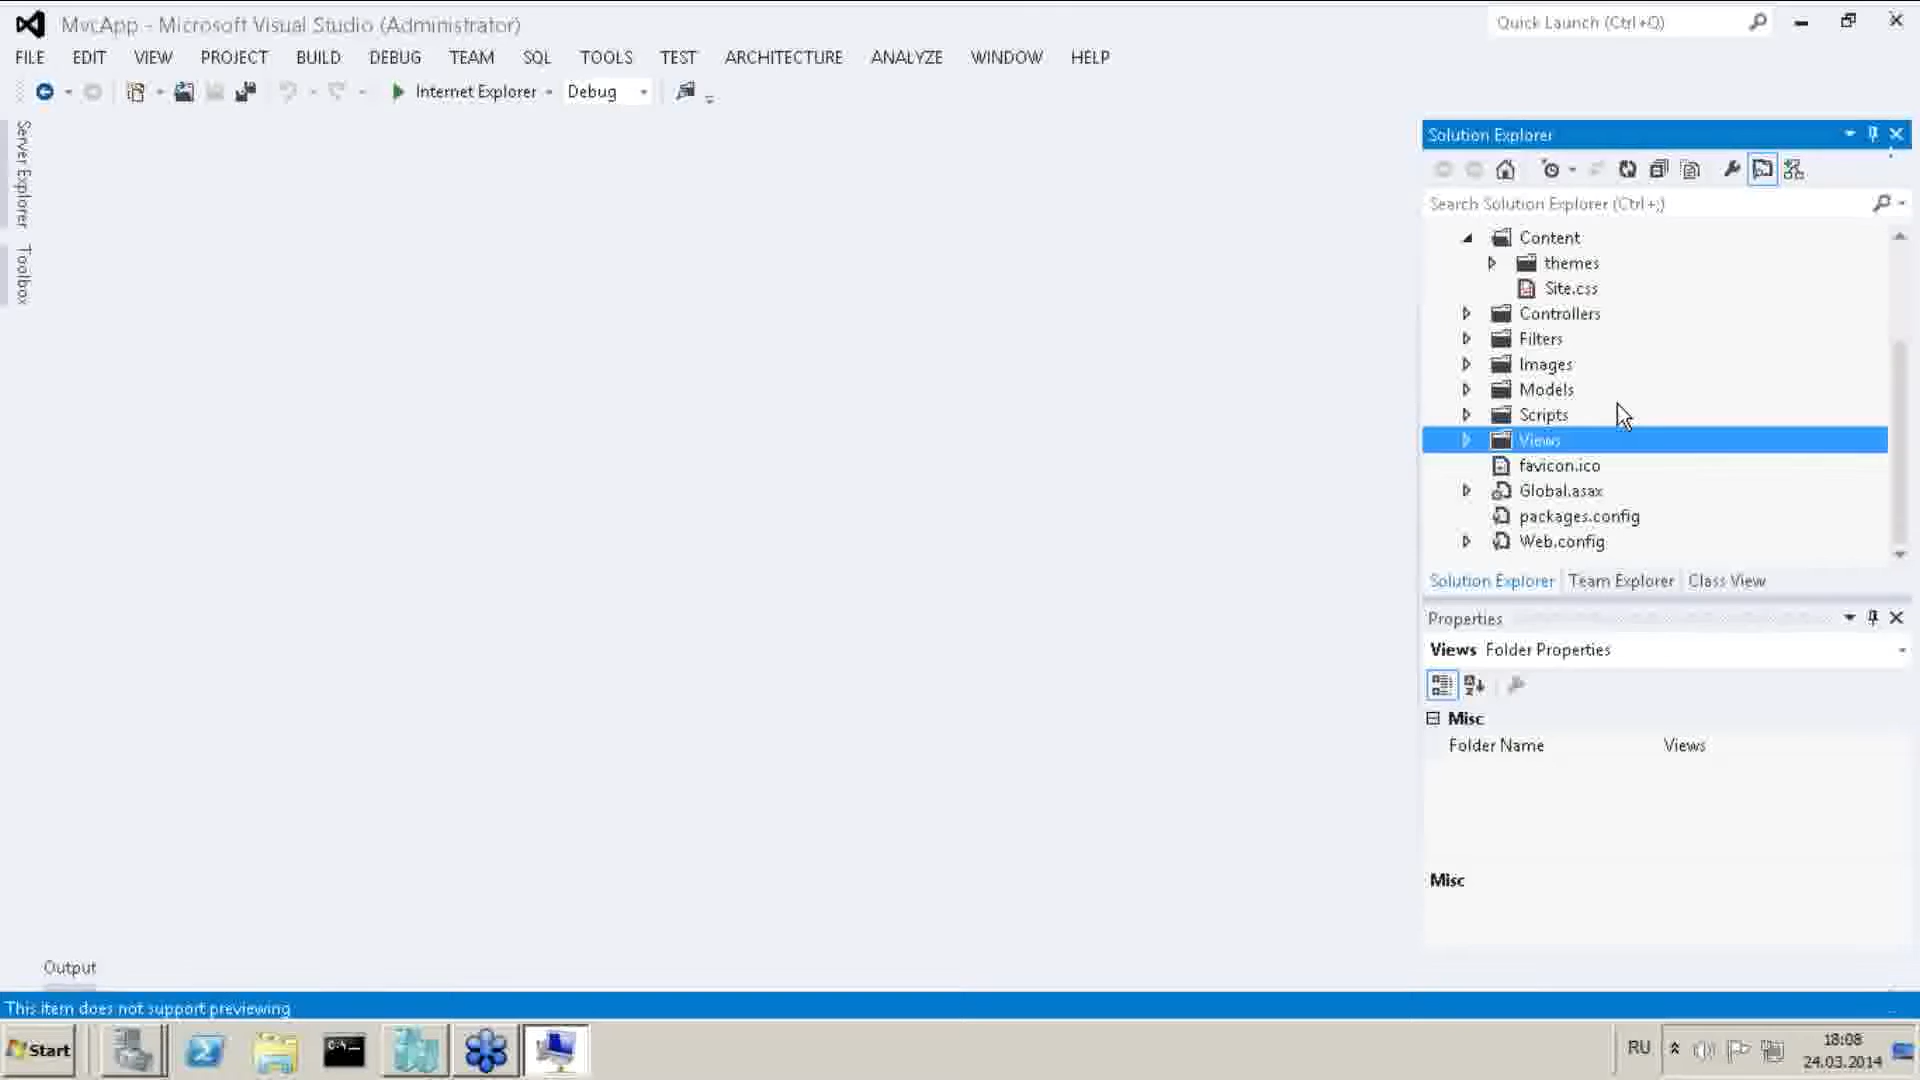 MvcApp - Microsoft Visual Studio (Administrator)
Quick Launch (Ctrl+Q)
FILE EDIT VIEW PROJECT BUILD DEBUG TEAM SQL TOOLS TEST ARCHITECTURE ANALYZE WINDOW HELP
Internet Explorer Debug
Server Explorer
Toolbox
Solution Explorer
Search Solution Explorer (Ctrl+;)
Content
themes
Site.css
Controllers
Filters
Images
Models
Scripts
Views
favicon.ico
Global.asax
packages.config
Web.config
Solution Explorer Team Explorer Class View
Properties
Views Folder Properties
Misc
Folder Name Views
Misc
Output
This item does not support previewing
Start
RU
18:08
24.03.2014